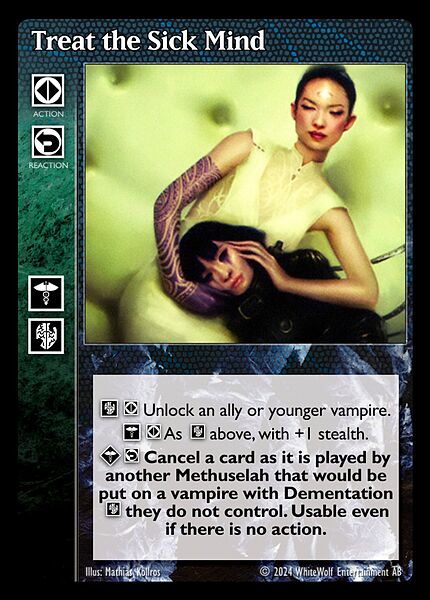 Treat the Sick Mind
ACTION
REACTION
Unlock an ally or younger vampire.
As above, with +1 stealth.
Cancel a card as it is played by
another Methuselah that would be
put on a vampire with Dementation
they do not control. Usable even
if there is no action.
Illus: Mathias Kollros © 2024 WhiteWolf Entertainment AB